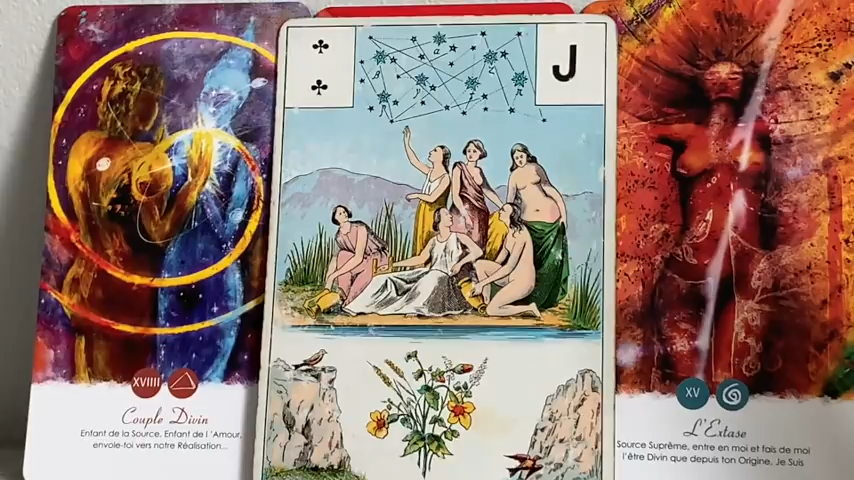 J
XVIIII
Couple Divin
Enfant de la Source, Enfant de l'Amour,
envole-toi vers notre Réalisation...
XV
L'Extase
Source Suprême, entre en moi et fais de moi
l'être Divin que depuis ton Origine, Je Suis